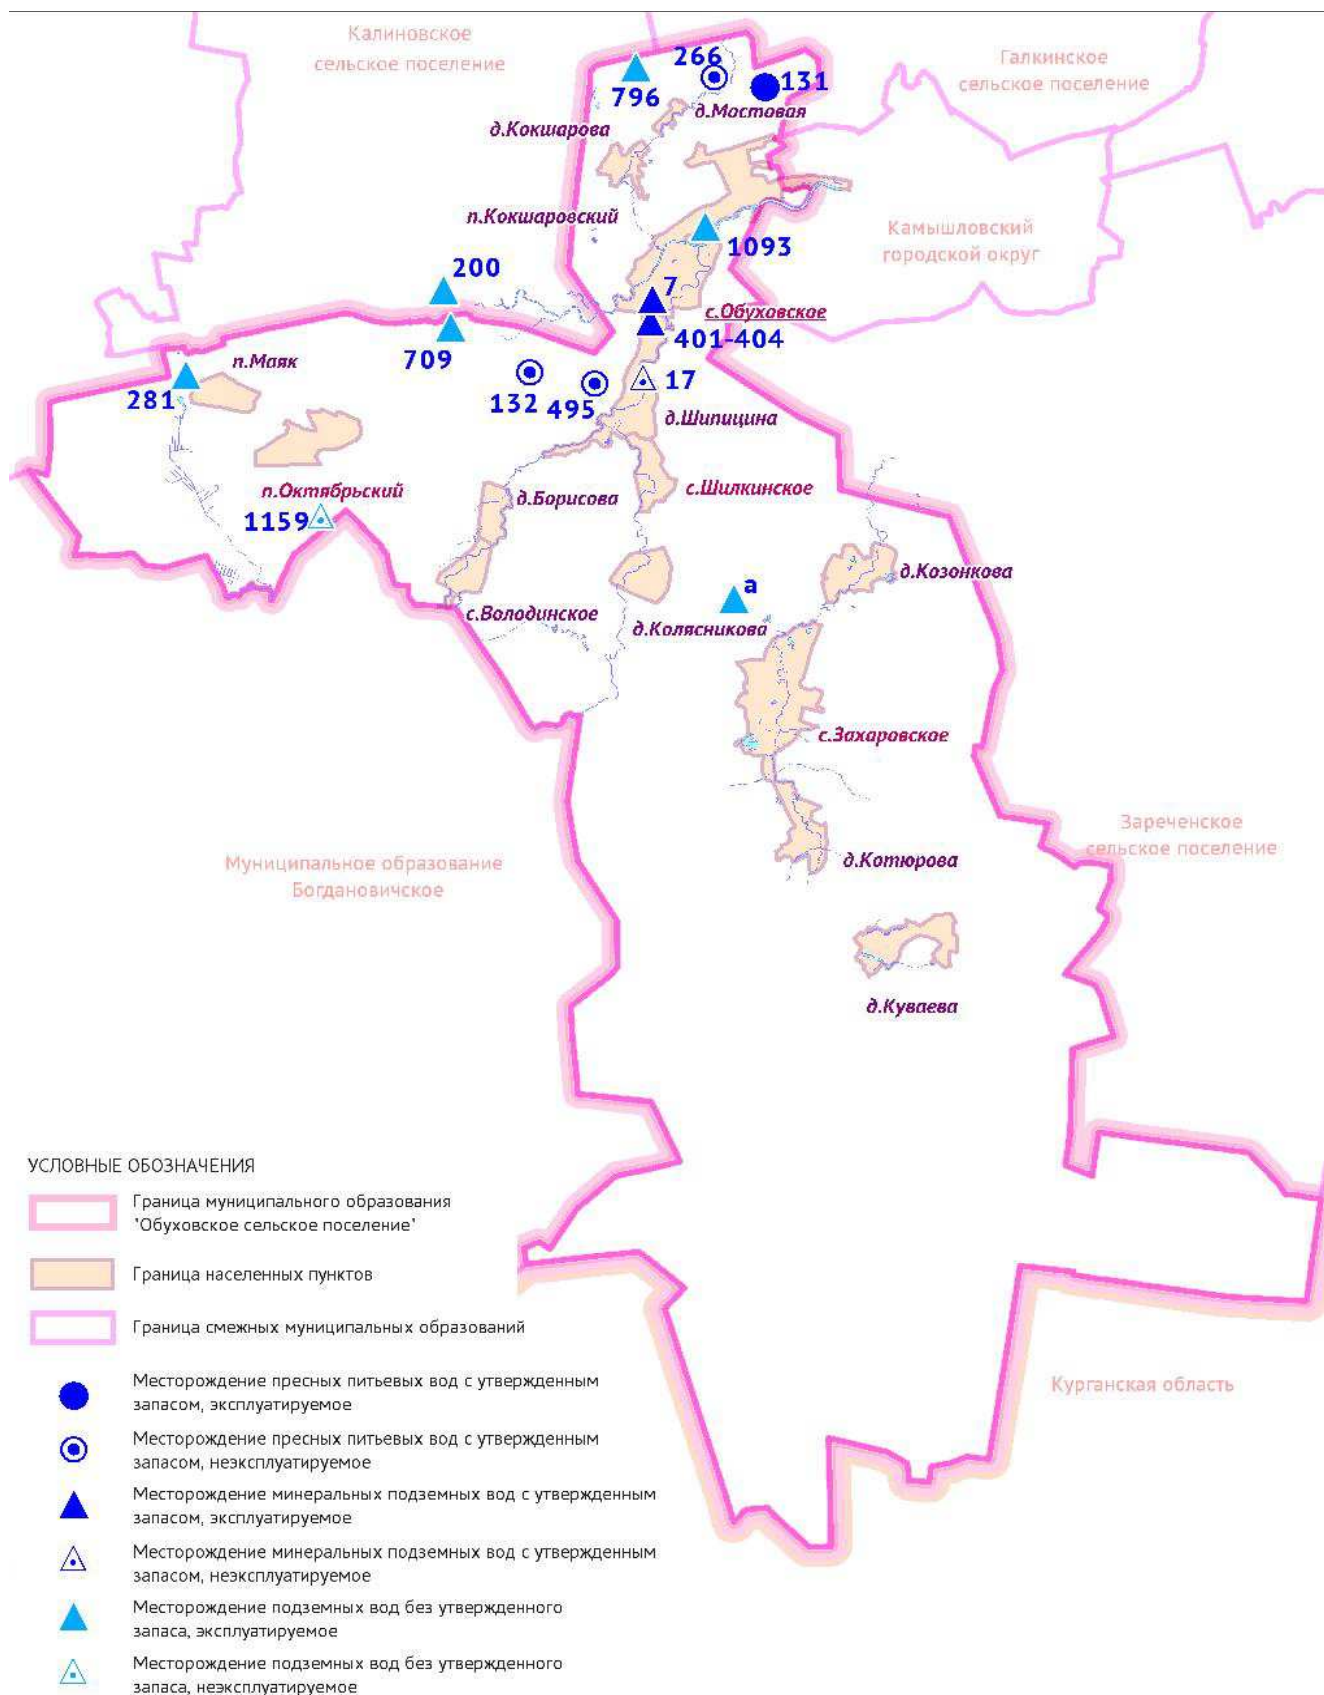 Калиновское
сельское поселение
Галкинское
сельское поселение
266
131
796
д.Мостовая
д.Кокшарова
п.Кокшаровский
1093
Камышловский
городской округ
200
7
с.Обуховское
401-404
709
п.Маяк
281
132
495
17
д.Шипицина
п.Октябрьский
с.Шилкинское
д.Борисова
1159
д.Козонкова
а
с.Володинское
д.Колясникова
с.Захаровское
Зареченское
сельское поселение
Муниципальное образование
Богдановичское
д.Котюрова
д.Куваева
УСЛОВНЫЕ ОБОЗНАЧЕНИЯ
Граница муниципального образования
"Обуховское сельское поселение"
Граница населенных пунктов
Граница смежных муниципальных образований
Месторождение пресных питьевых вод с утвержденным
запасом, эксплуатируемое
Курганская область
Месторождение пресных питьевых вод с утвержденным
запасом, неэксплуатируемое
Месторождение минеральных подземных вод с утвержденным
запасом, эксплуатируемое
Месторождение минеральных подземных вод с утвержденным
запасом, неэксплуатируемое
Месторождение подземных вод без утвержденного
запаса, эксплуатируемое
Месторождение подземных вод без утвержденного
запаса, неэксплуатируемое